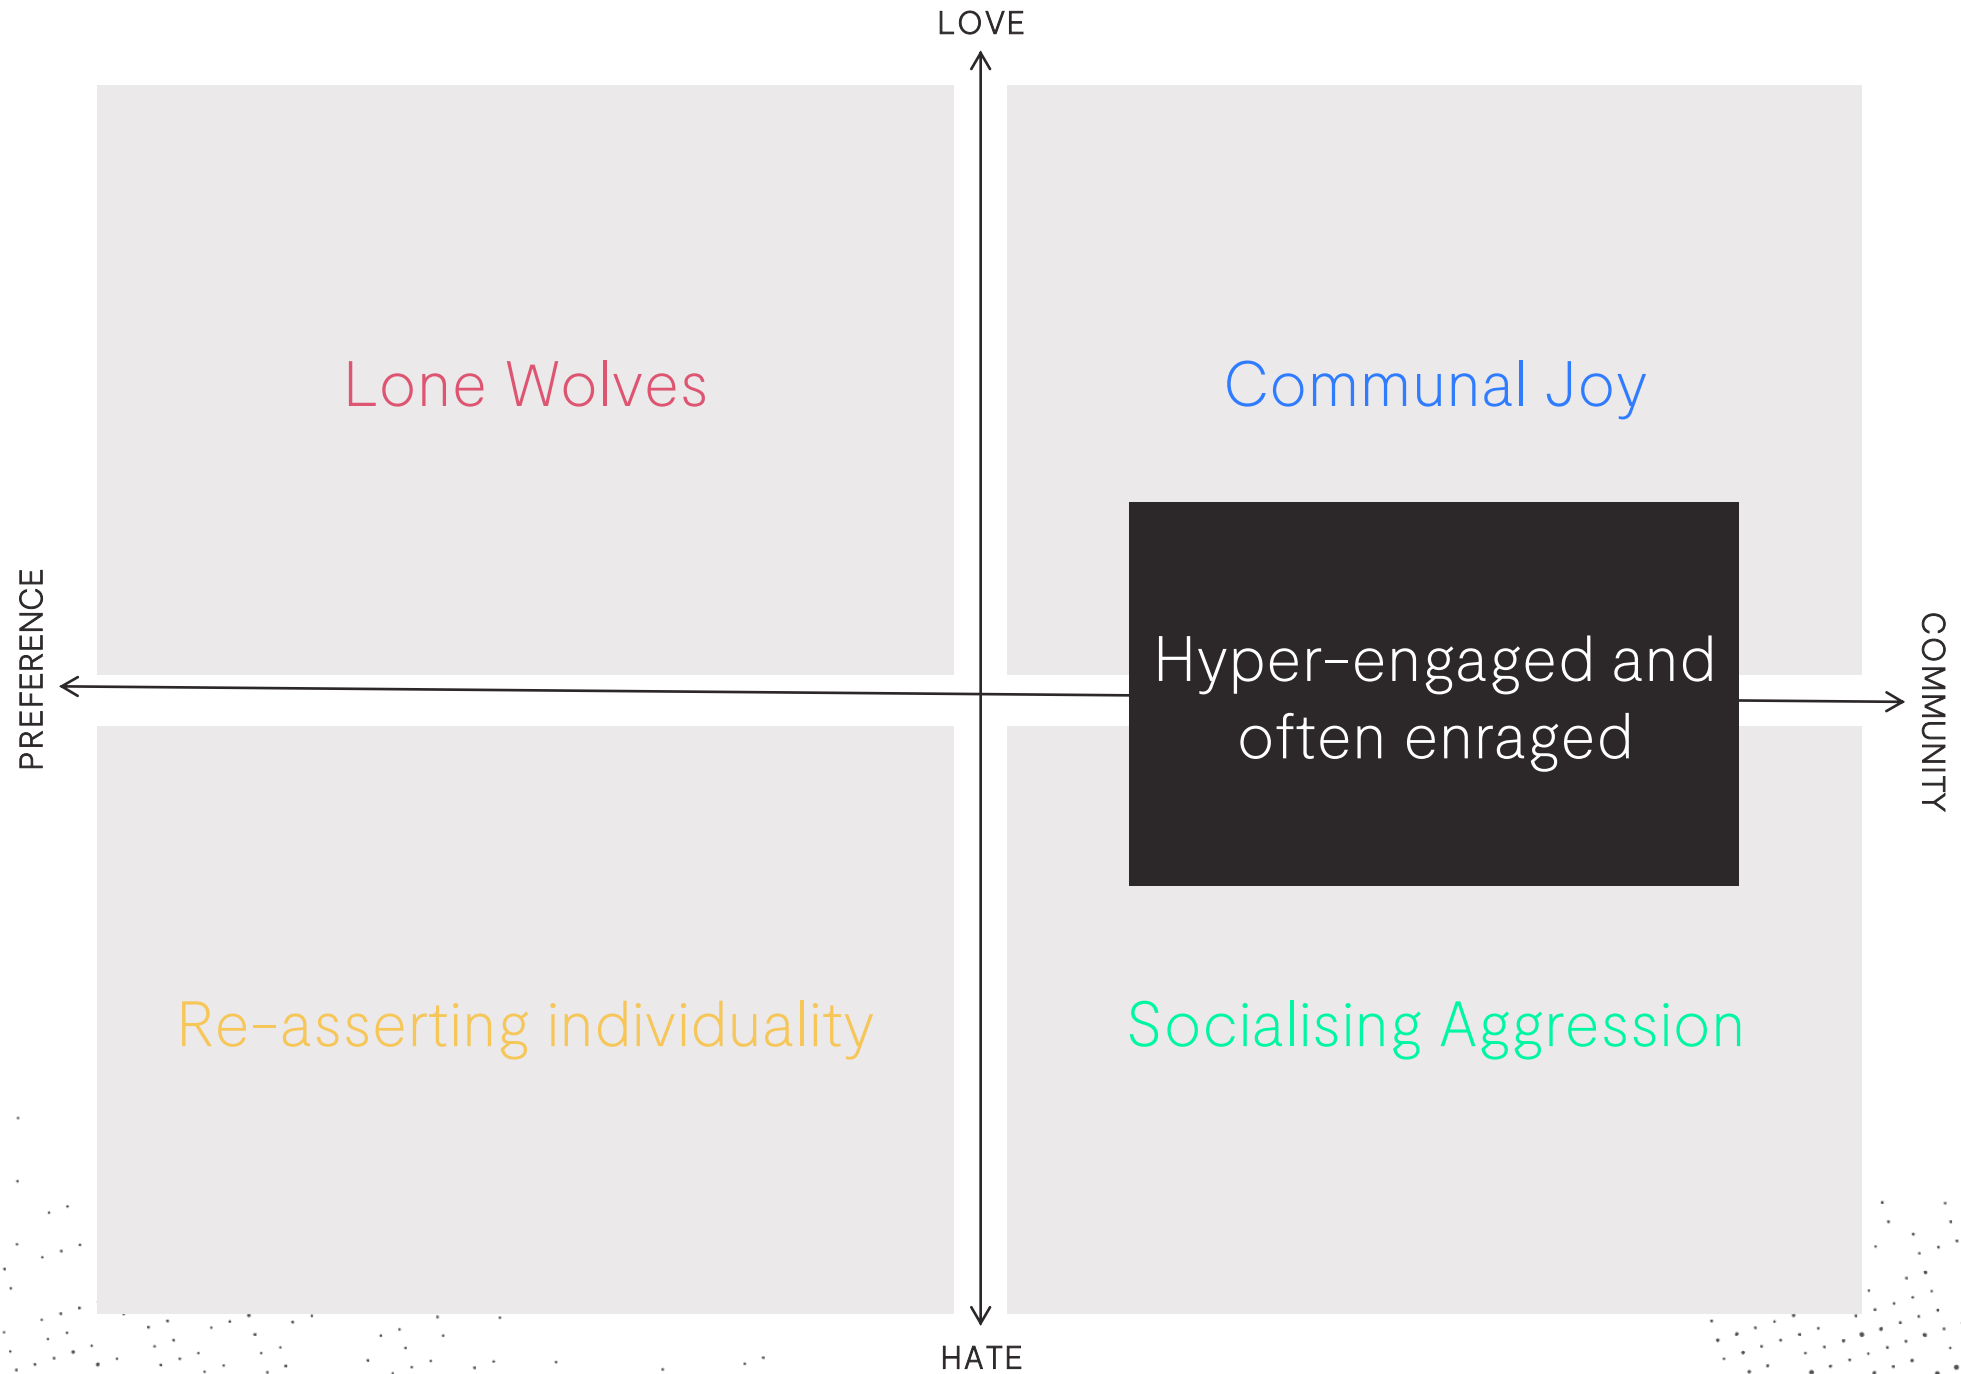 LOVE
Lone Wolves
Communal Joy
PREFERENCE
Hyper-engaged and
often enraged
COMMUNITY
Re-asserting individuality
Socialising Aggression
HATE